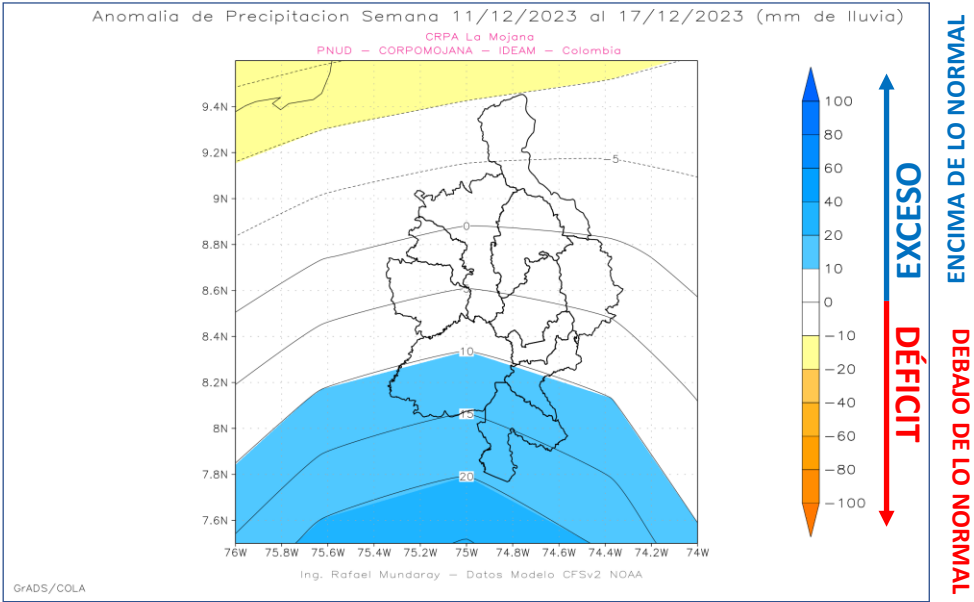 Anomalia de Precipitacion Semana 11/12/2023 al 17/12/2023 (mm de lluvia)
CRPA La Mojana
PNUD – CORPOMOJANA – IDEAM – Colombia
9.4N
9.2N
9N
8.8N
8.6N
8.4N
8.2N
8N
7.8N
7.6N
76W
75.8W
75.6W
75.4W
75.2W
75W
74.8W
74.6W
74.4W
74.2W
74W
-5
0
5
10
15
20
100
80
60
40
20
10
0
-10
-20
-40
-60
-80
-100
EXCESO
DÉFICIT
ENCIMA DE LO NORMAL
DEBAJO DE LO NORMAL
Ing. Rafael Mundaray – Datos Modelo CFSv2 NOAA
GrADS/COLA